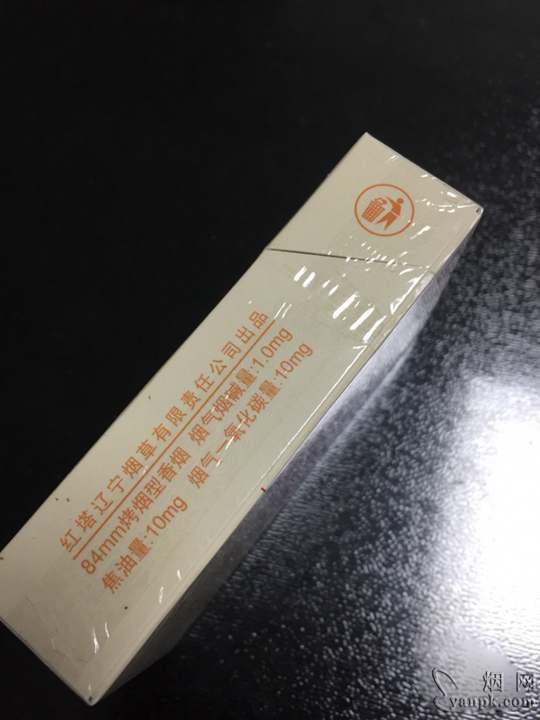 红塔辽宁烟草有限责任公司出品
84mm烤烟型香烟 烟气烟碱量:1.0mg
焦油量:10mg 烟气一氧化碳量:10mg
烟网
yanpk.com